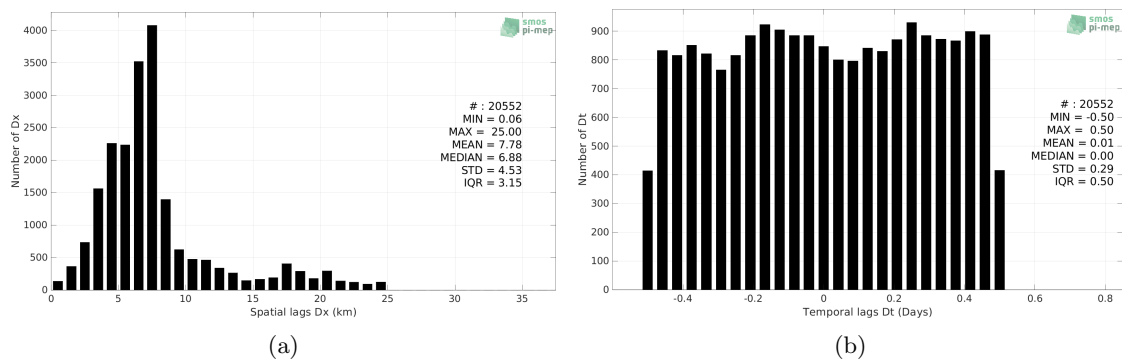 4000
3500
3000
2500
2000
1500
1000
500
0
Number of Dx
0 5 10 15 20 25 30 35
Spatial lags Dx (km)
smos
pi-mep
# : 20552
MIN = 0.06
MAX = 25.00
MEAN = 7.78
MEDIAN = 6.88
STD = 4.53
IQR = 3.15
(a)
900
800
700
600
500
400
300
200
100
0
Number of Dt
-0.4 -0.2 0 0.2 0.4 0.6 0.8
Temporal lags Dt (Days)
smos
pi-mep
# : 20552
MIN = -0.50
MAX = 0.50
MEAN = 0.01
MEDIAN = 0.00
STD = 0.29
IQR = 0.50
(b)